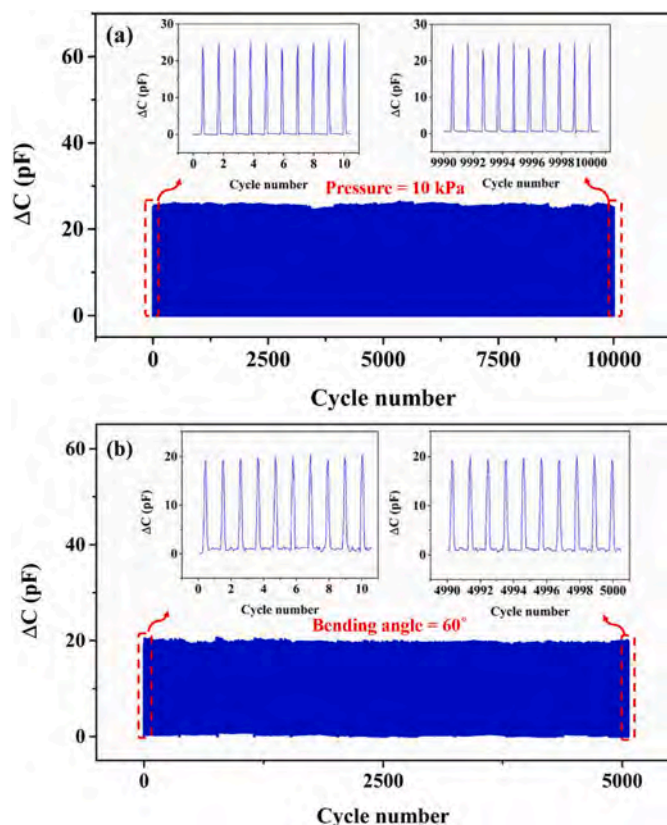 (a)
ΔC (pF)
60
40
20
0
30
20
10
0
ΔC (pF)
0 2 4 6 8 10
Cycle number
30
20
10
0
ΔC (pF)
9990 9992 9994 9996 9998 10000
Cycle number
Pressure = 10 kPa
0 2500 5000 7500 10000
Cycle number
(b)
ΔC (pF)
60
40
20
0
20
10
0
ΔC (pF)
0 2 4 6 8 10
Cycle number
20
10
0
ΔC (pF)
4990 4992 4994 4996 4998 5000
Cycle number
Bending angle = 60°
0 2500 5000
Cycle number